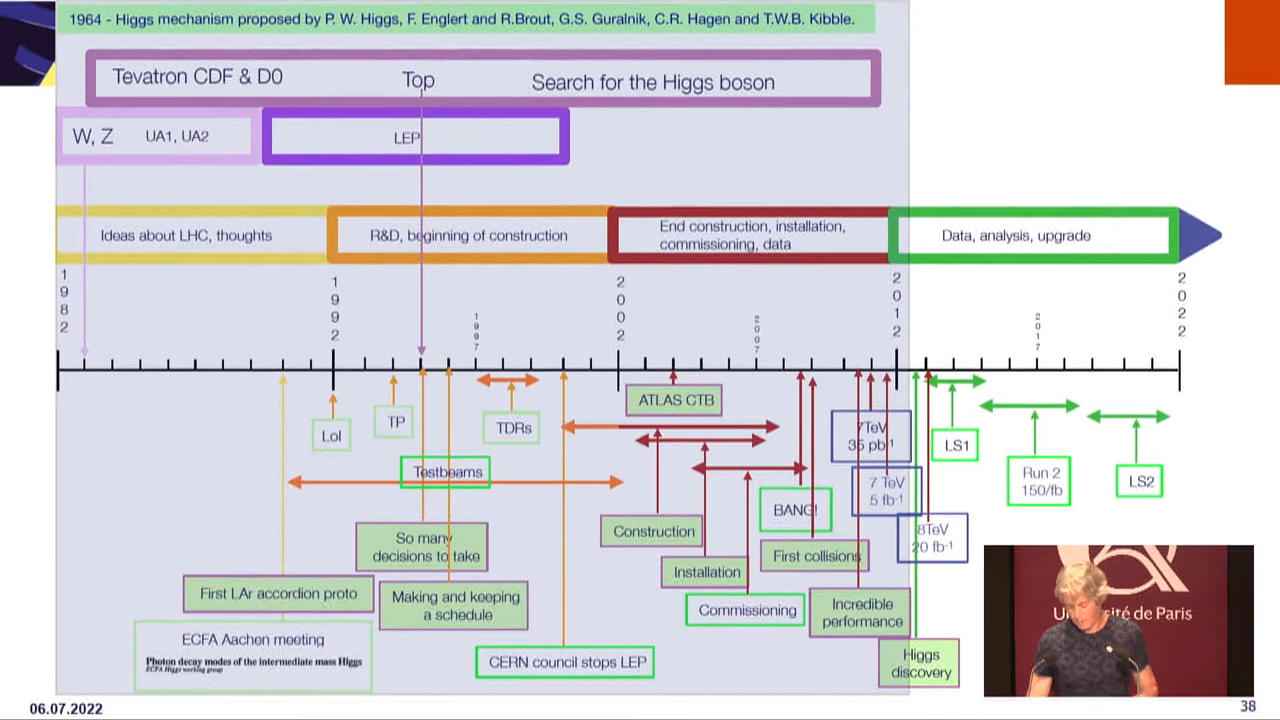 1964 - Higgs mechanism proposed by P. W. Higgs, F. Englert and R.Brout, G.S. Guralnik, C.R. Hagen and T.W.B. Kibble.
Tevatron CDF & D0 Top Search for the Higgs boson
W, Z UA1, UA2 LEP
Ideas about LHC, thoughts
R&D, beginning of construction
End construction, installation,
commissioning, data
Data, analysis, upgrade
1982
1992
1997
2002
2007
2012
2017
2022
LoI
TP
TDRs
ATLAS CTB
7TeV
35 pb-1
LS1
Testbeams
7 TeV
5 fb-1
Run 2
150/fb
LS2
BANG!
So many
decisions to take
Construction
8TeV
20 fb-1
First collisions
Installation
First LAr accordion proto
Making and keeping
a schedule
Commissioning
Incredible
performance
ECFA Aachen meeting
Photon decay modes of the intermediate mass Higgs
ECFA Higgs working group
CERN council stops LEP
Higgs
discovery
Université de Paris
06.07.2022
38